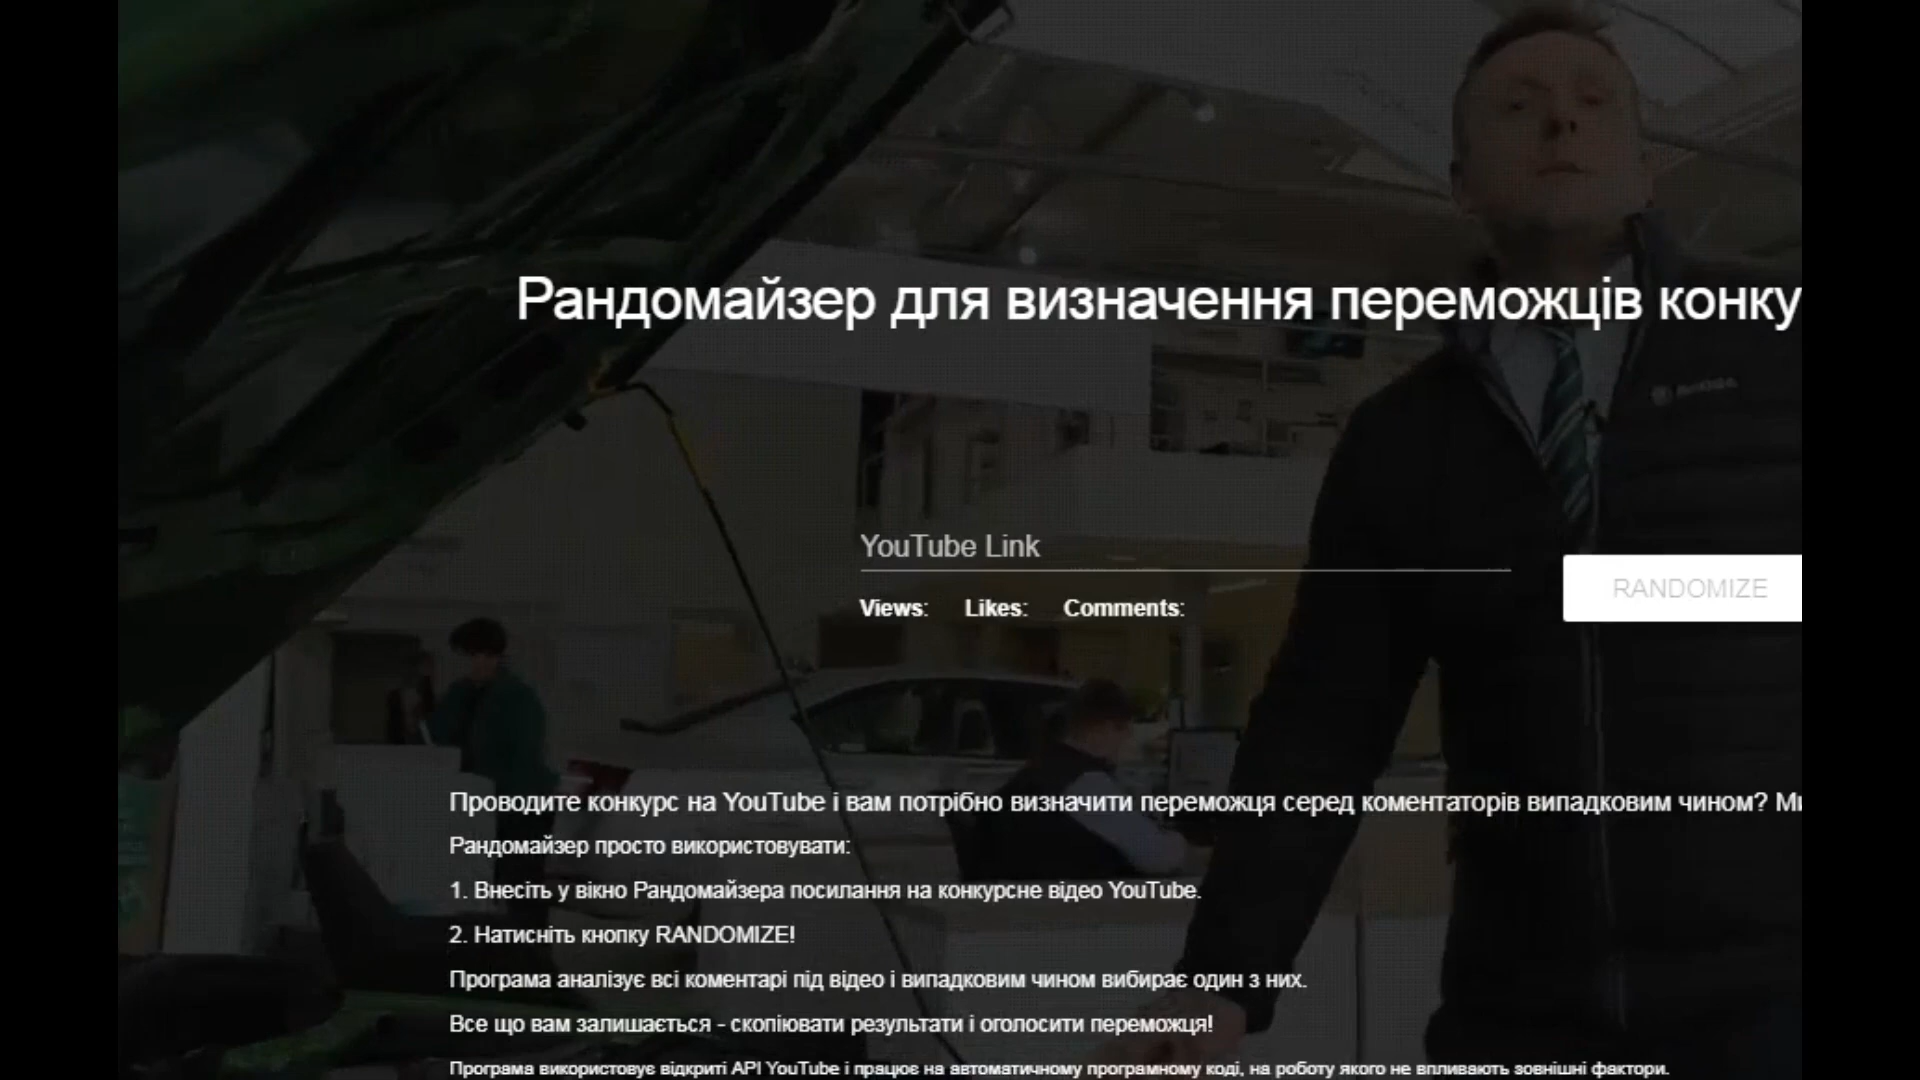 Рандомайзер для визначення переможців конку
YouTube Link
RANDOMIZE
Views: Likes: Comments:
Проводите конкурс на YouTube і вам потрібно визначити переможця серед коментаторів випадковим чином? Ми
Рандомайзер просто використовувати:
1. Внесіть у вікно Рандомайзера посилання на конкурсне відео YouTube.
2. Натисніть кнопку RANDOMIZE!
Програма аналізує всі коментарі під відео і випадковим чином вибирає один з них.
Все що вам залишається - скопіювати результати і оголосити переможця!
Програма використовує відкриті API YouTube і працює на автоматичному програмному коді, на роботу якого не впливають зовнішні фактори.